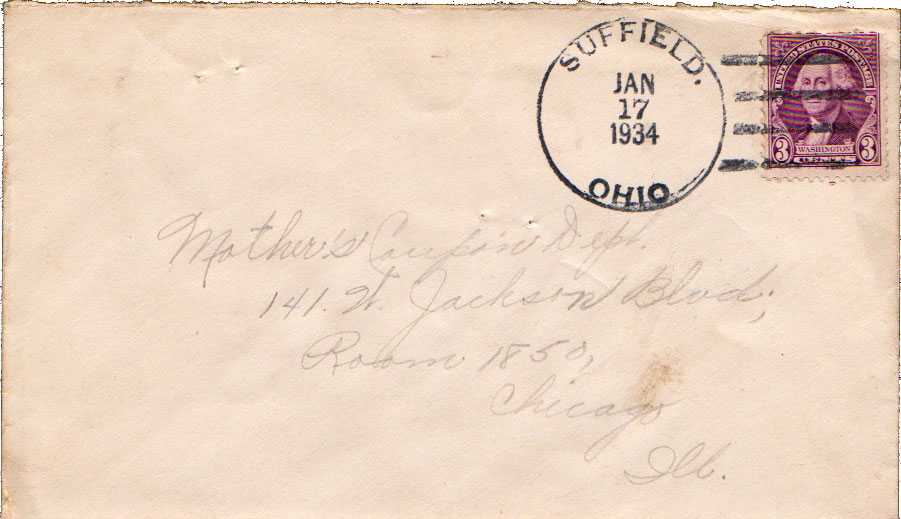 SUFFIELD.
JAN
17
1934
OHIO
UNITED STATES POSTAGE
3 WASHINGTON 3
CENTS
Mother's Coupon Dept.
141. W. Jackson Blvd;
Room 1850,
Chicago
Ill.